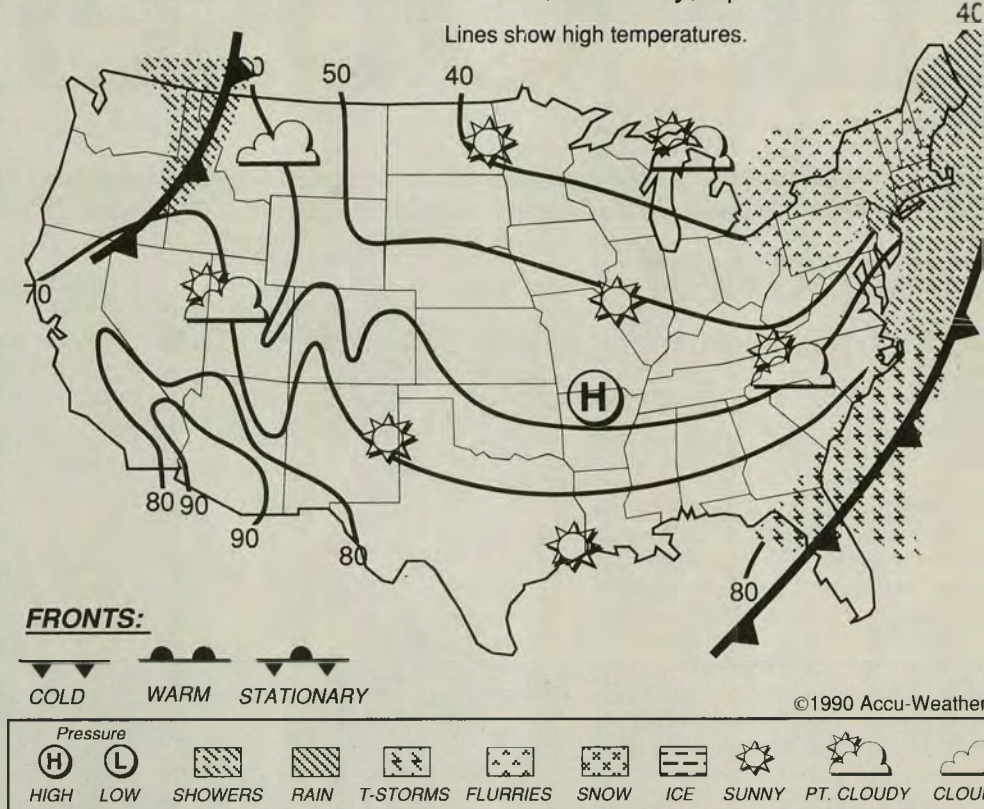 Lines show high temperatures.
40
50
40
70
80 90
90
80
80
H
FRONTS:
COLD WARM STATIONARY
©1990 Accu-Weather
Pressure
H L
HIGH LOW SHOWERS RAIN T-STORMS FLURRIES SNOW ICE SUNNY PT. CLOUDY